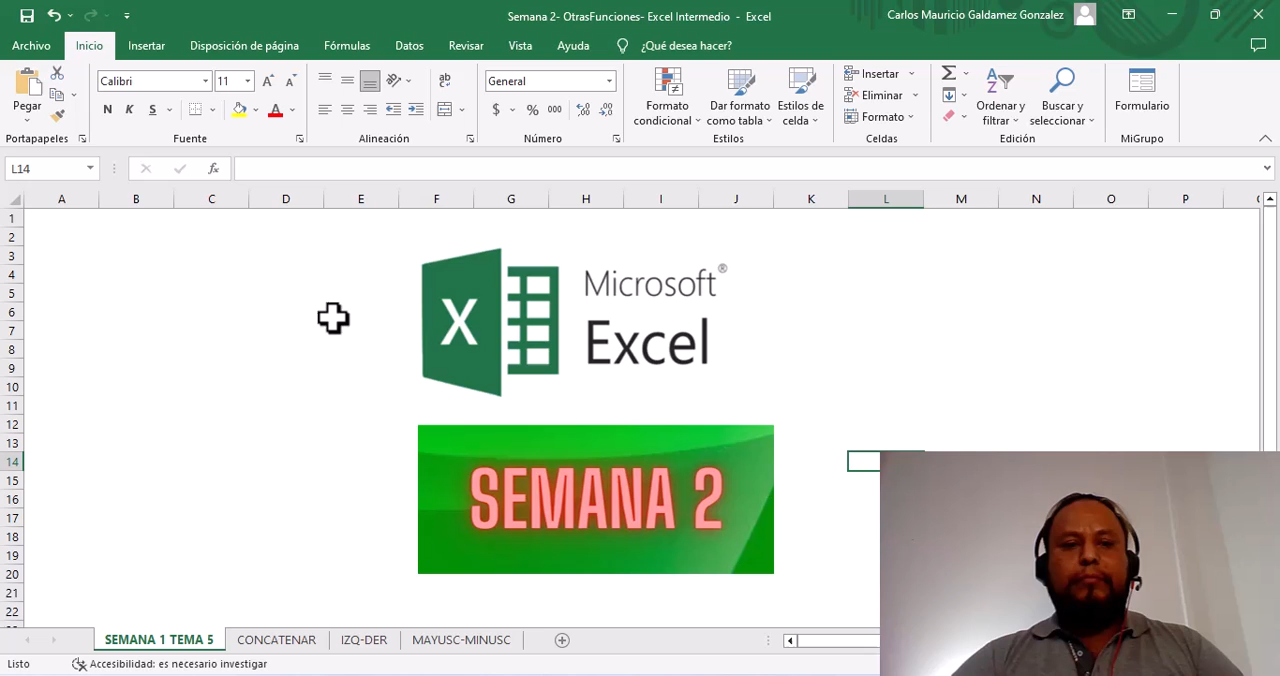 Semana 2- OtrasFunciones- Excel Intermedio - Excel
Carlos Mauricio Galdamez Gonzalez
Archivo Inicio Insertar Disposición de página Fórmulas Datos Revisar Vista Ayuda ¿Qué desea hacer?
Pegar
Calibri 11
N K S
ab
General
$ % 000
Formato condicional
Dar formato como tabla
Estilos de celda
Insertar
Eliminar
Formato
Ordenar y filtrar
Buscar y seleccionar
Formulario
Portapapeles Fuente Alineación Número Estilos Celdas Edición MiGrupo
L14
fx
A B C D E F G H I J K L M N O P
1
2
3
4
5
6
7
8
9
10
11
12
13
14
15
16
17
18
19
20
21
22
X
Microsoft®
Excel
SEMANA 2
SEMANA 1 TEMA 5 CONCATENAR IZQ-DER MAYUSC-MINUSC
Listo Accesibilidad: es necesario investigar